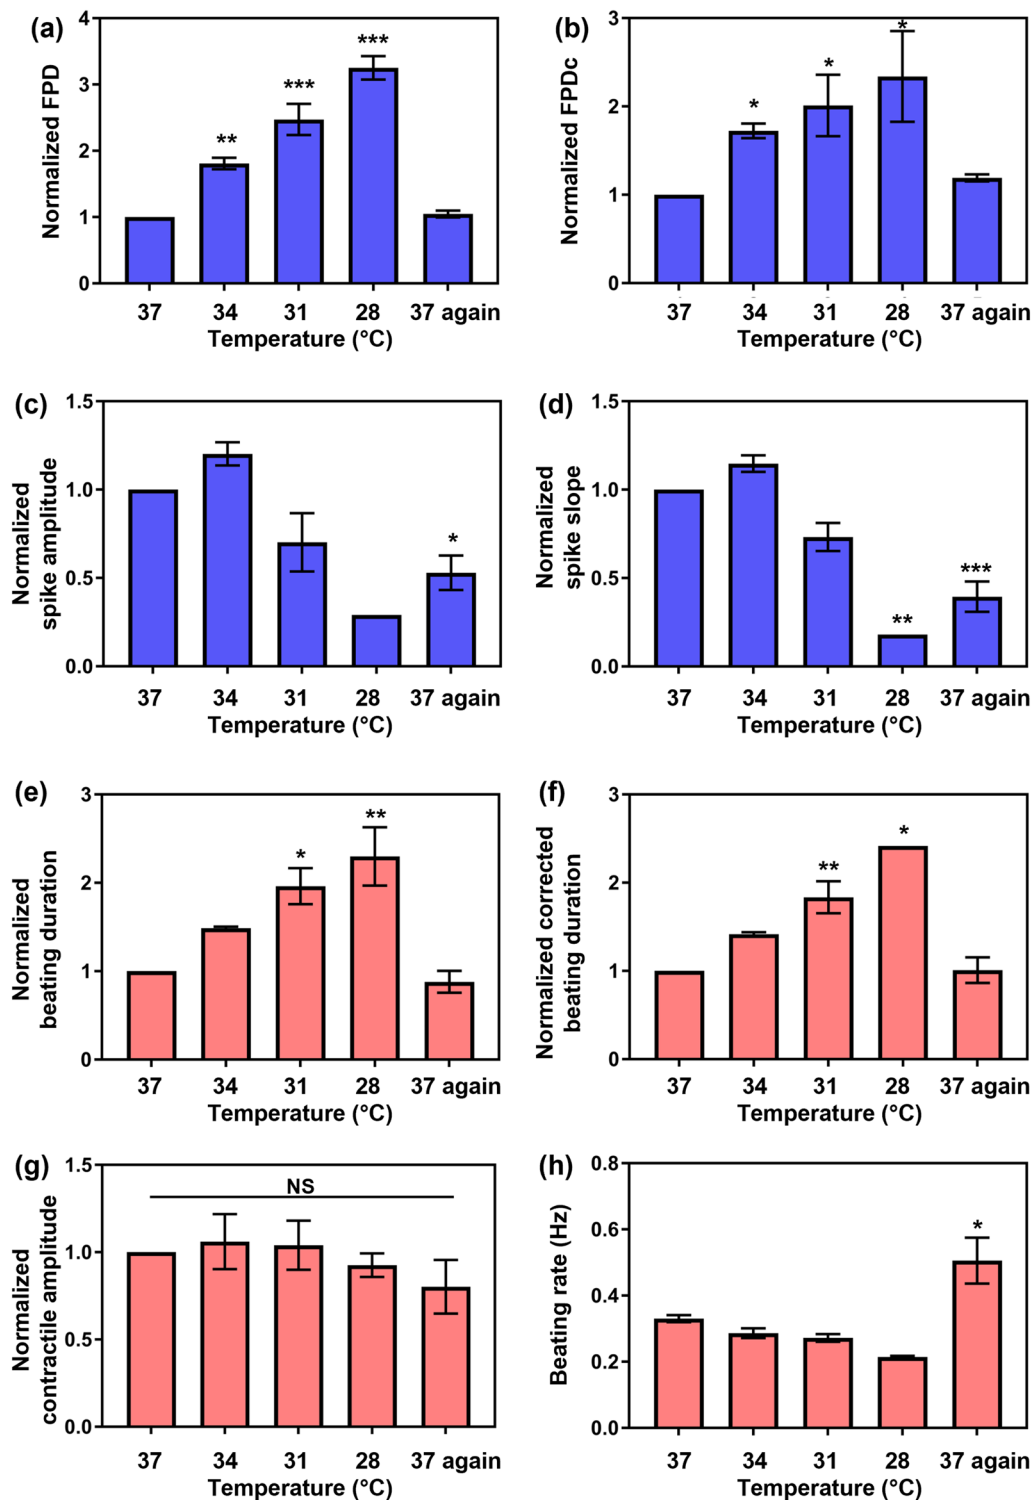 (a)
Normalized FPD
4
3
2
1
0
**
***
***
37 34 31 28 37 again
Temperature (°C)
(b)
Normalized FPDc
3
2
1
0
*
*
*
37 34 31 28 37 again
Temperature (°C)
(c)
Normalized
spike amplitude
1.5
1.0
0.5
0.0
*
37 34 31 28 37 again
Temperature (°C)
(d)
Normalized
spike slope
1.5
1.0
0.5
0.0
**
***
37 34 31 28 37 again
Temperature (°C)
(e)
Normalized
beating duration
3
2
1
0
*
**
37 34 31 28 37 again
Temperature (°C)
(f)
Normalized corrected
beating duration
3
2
1
0
**
*
37 34 31 28 37 again
Temperature (°C)
(g)
Normalized
contractile amplitude
1.5
1.0
0.5
0.0
NS
37 34 31 28 37 again
Temperature (°C)
(h)
Beating rate (Hz)
0.8
0.6
0.4
0.2
0.0
*
37 34 31 28 37 again
Temperature (°C)